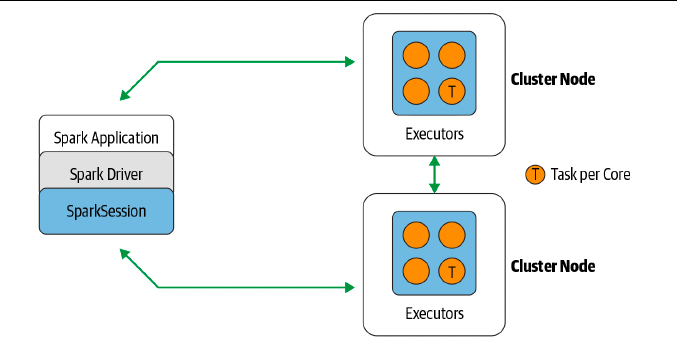 T
Cluster Node
Executors
Spark Application
Spark Driver
SparkSession
T Task per Core
T
Cluster Node
Executors